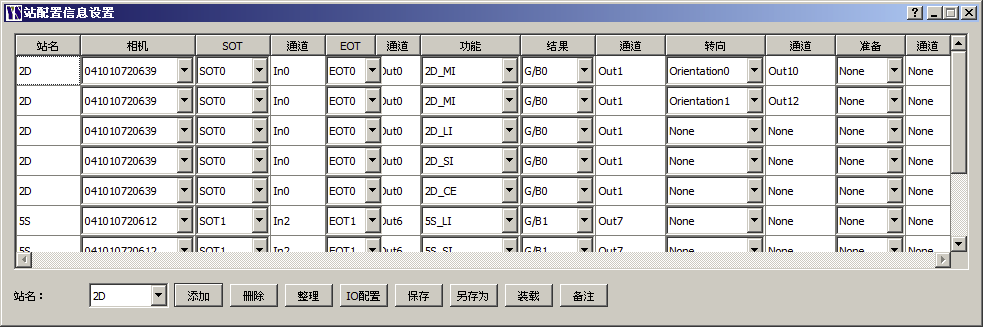 站配置信息设置
站名 相机 SOT 通道 EOT 通道 功能 结果 通道 转向 通道 准备 通道
2D 041010720639 SOT0 In0 EOT0 Out0 2D_MI G/B0 Out1 Orientation0 Out10 None None
2D 041010720639 SOT0 In0 EOT0 Out0 2D_MI G/B0 Out1 Orientation1 Out12 None None
2D 041010720639 SOT0 In0 EOT0 Out0 2D_LI G/B0 Out1 None None None None
2D 041010720639 SOT0 In0 EOT0 Out0 2D_SI G/B0 Out1 None None None None
2D 041010720639 SOT0 In0 EOT0 Out0 2D_CE G/B0 Out1 None None None None
5S 041010720612 SOT1 In2 EOT1 Out6 5S_LI G/B1 Out7 None None None None
5S 041010720612 SOT1 In2 EOT1 Out6 5S_SI G/B1 Out7 None None None None
站名： 2D 添加 删除 整理 IO配置 保存 另存为 装载 备注